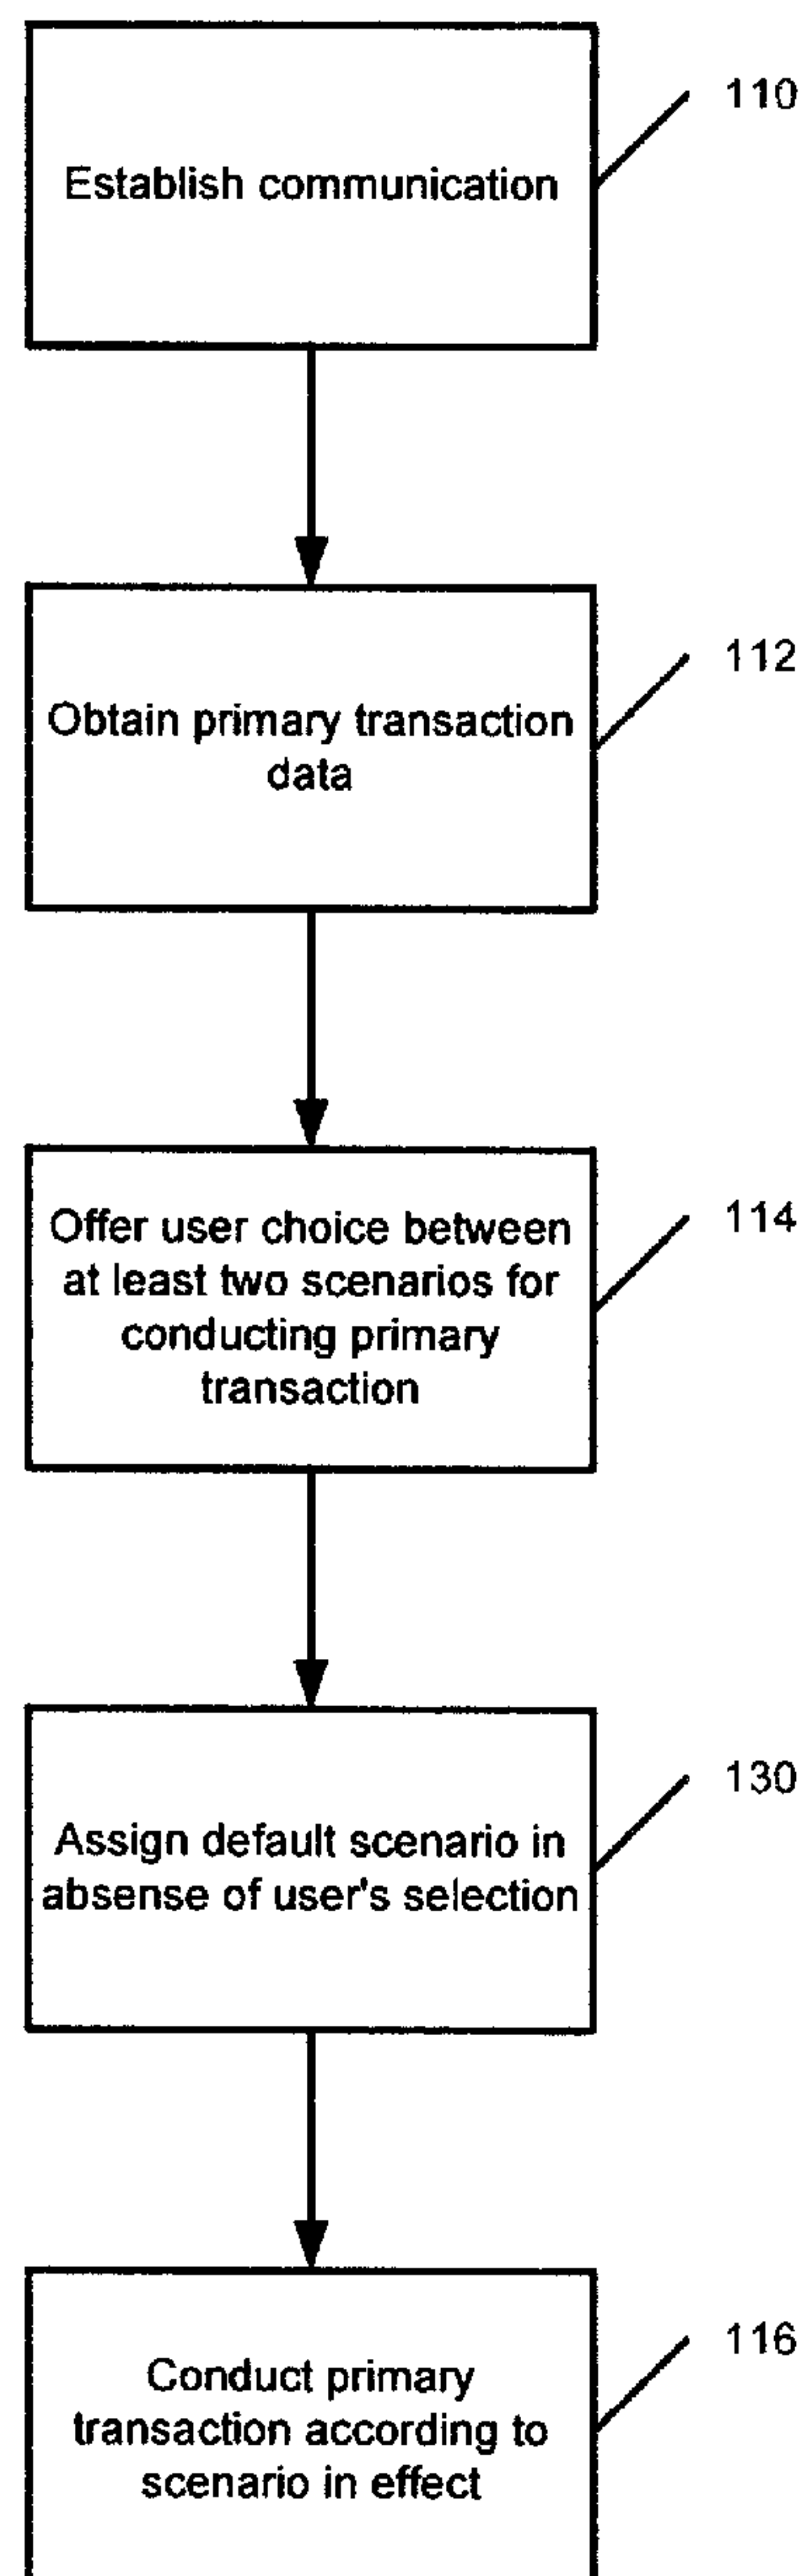 110
Establish communication
112
Obtain primary transaction
data
114
Offer user choice between
at least two scenarios for
conducting primary
transaction
130
Assign default scenario in
absense of user's selection
116
Conduct primary
transaction according to
scenario in effect